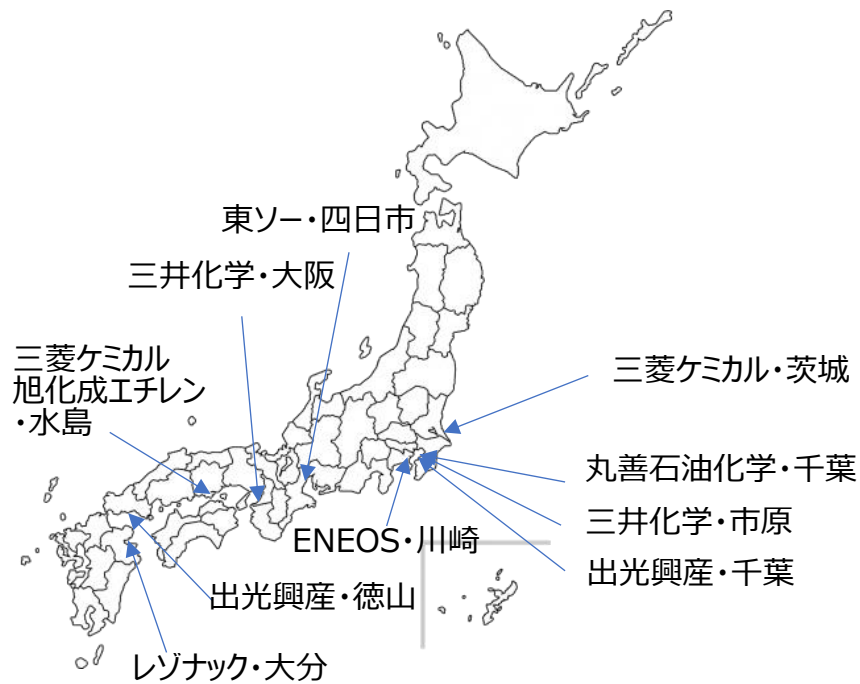 東ソー・四日市
三井化学・大阪
三菱ケミカル
旭化成エチレン
・水島
三菱ケミカル・茨城
丸善石油化学・千葉
三井化学・市原
ENEOS・川崎
出光興産・千葉
出光興産・徳山
レゾナック・大分